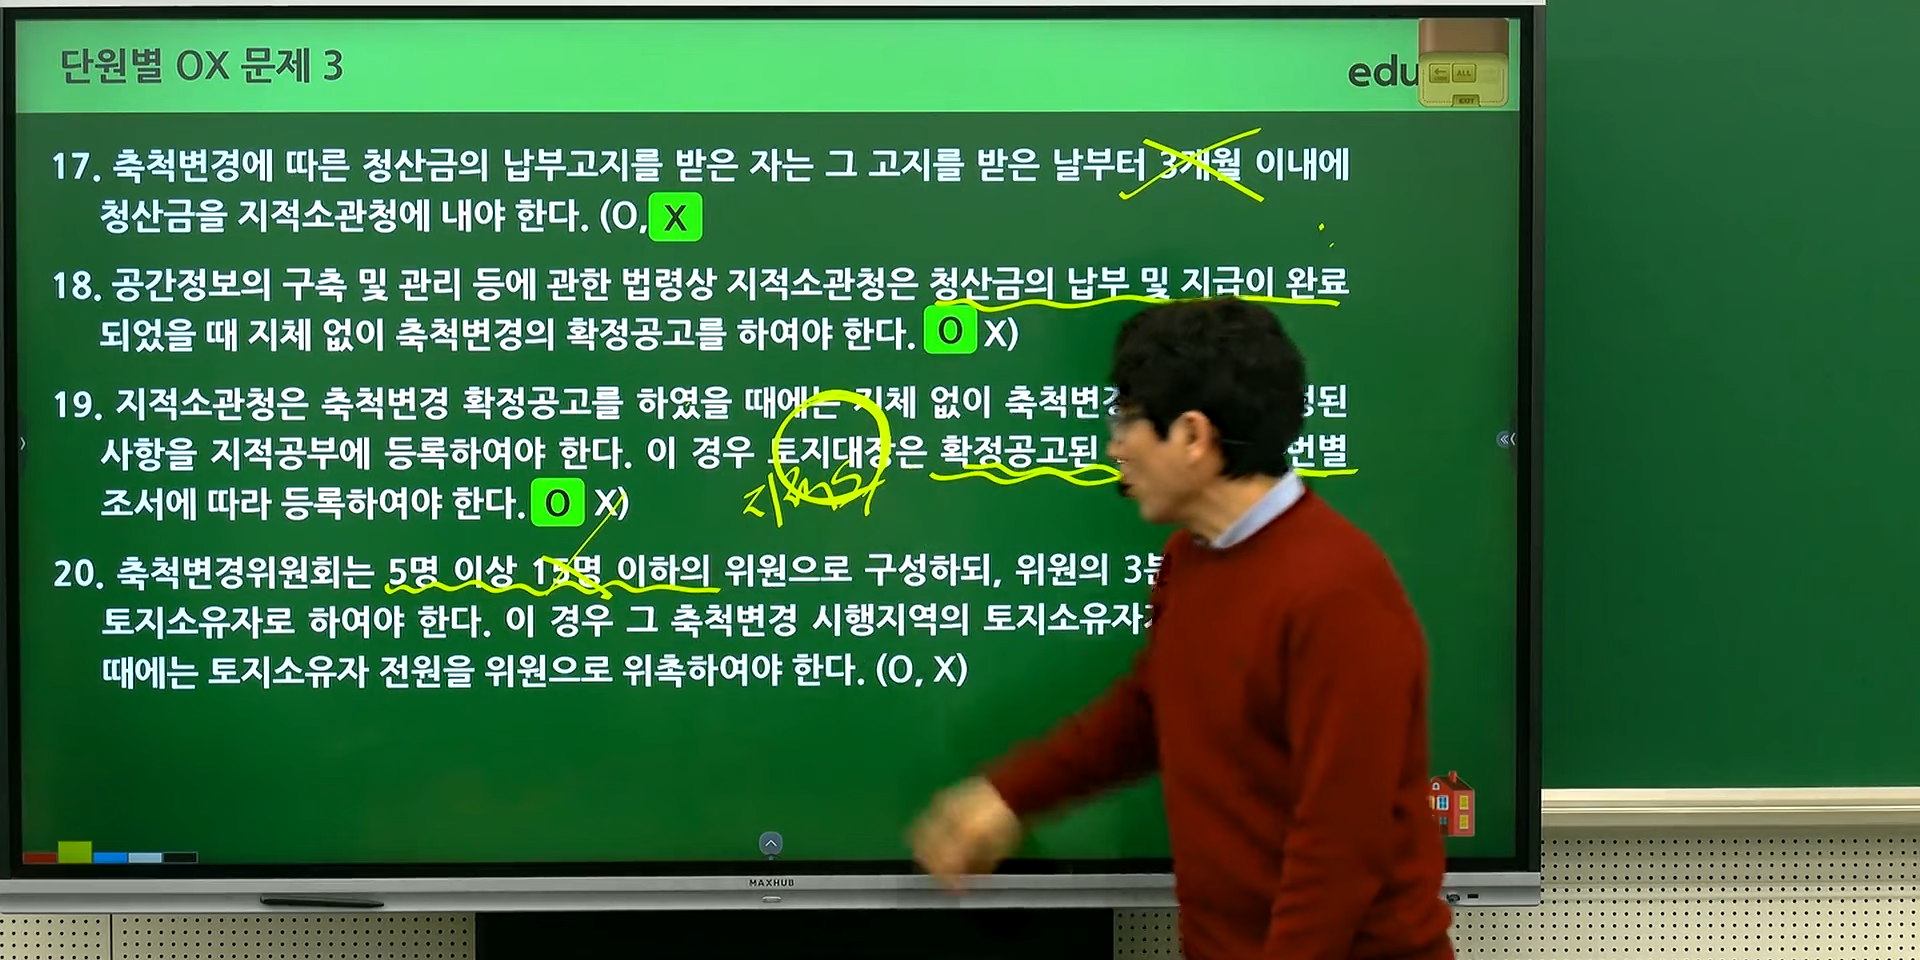 단원별 OX 문제 3
edu
ALL
EXIT
17. 축척변경에 따른 청산금의 납부고지를 받은 자는 그 고지를 받은 날부터 3개월 이내에
청산금을 지적소관청에 내야 한다. (O, X
18. 공간정보의 구축 및 관리 등에 관한 법령상 지적소관청은 청산금의 납부 및 지급이 완료
되었을 때 지체 없이 축척변경의 확정공고를 하여야 한다. O X)
19. 지적소관청은 축척변경 확정공고를 하였을 때에는 지체 없이 축척변경 된
사항을 지적공부에 등록하여야 한다. 이 경우 토지대장은 확정공고된 번별
조서에 따라 등록하여야 한다. O X)
20. 축척변경위원회는 5명 이상 15명 이하의 위원으로 구성하되, 위원의 3분
토지소유자로 하여야 한다. 이 경우 그 축척변경 시행지역의 토지소유자가
때에는 토지소유자 전원을 위원으로 위촉하여야 한다. (O, X)
MAXHUB